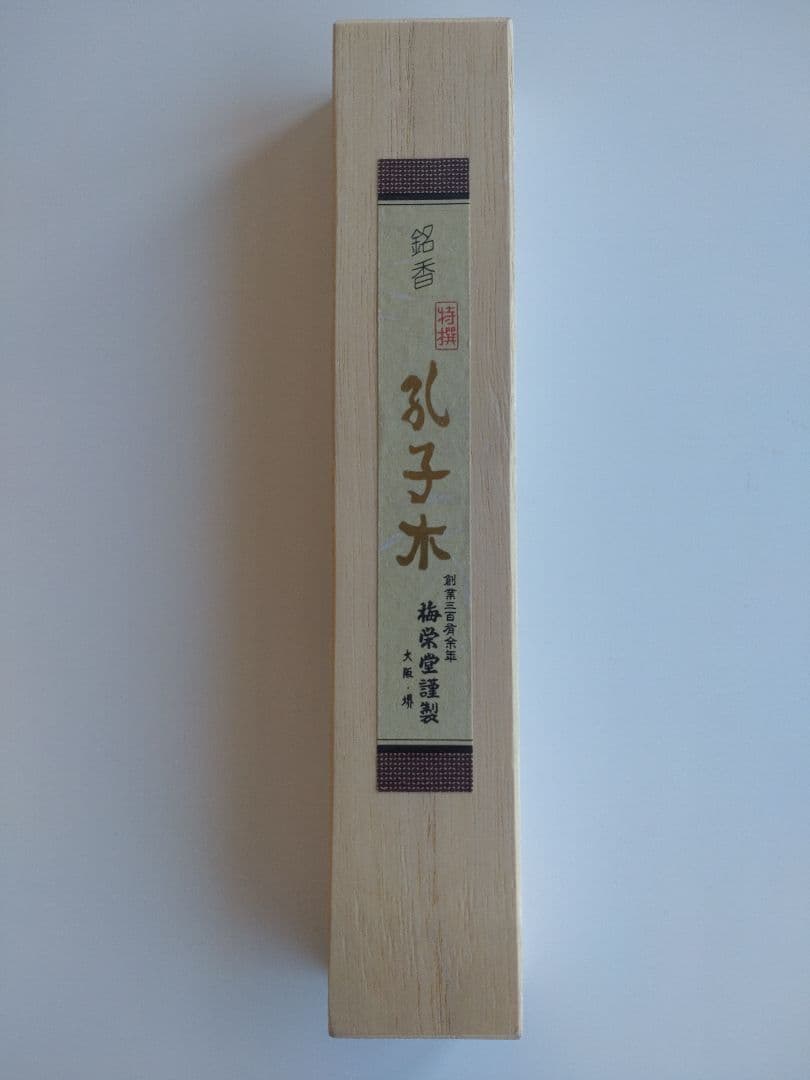 銘香
特撰
孔子木
創業三百有余年
梅栄堂謹製
大阪・堺